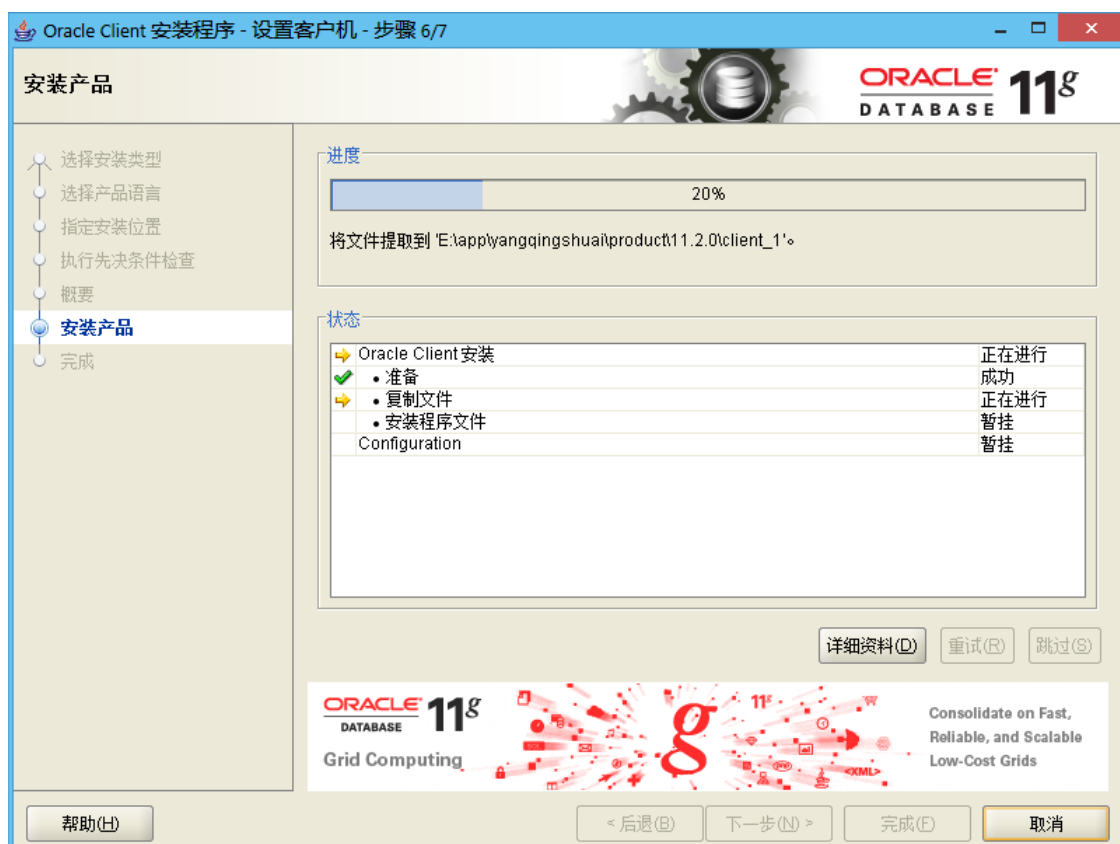 Oracle Client 安装程序 - 设置客户机 - 步骤 6/7
安装产品
ORACLE
DATABASE
11g
选择安装类型
选择产品语言
指定安装位置
执行先决条件检查
概要
安装产品
完成
进度
20%
将文件提取到 'E:\app\yangqingshuai\product\11.2.0\client_1'。
状态
Oracle Client 安装 正在进行
• 准备 成功
• 复制文件 正在进行
• 安装程序文件 暂挂
Configuration 暂挂
详细资料(D) 重试(R) 跳过(S)
ORACLE
DATABASE
11g
Grid Computing
g
11g
<XML>
Consolidate on Fast,
Reliable, and Scalable
Low-Cost Grids
帮助(H) < 后退(B) 下一步(N) > 完成(F) 取消